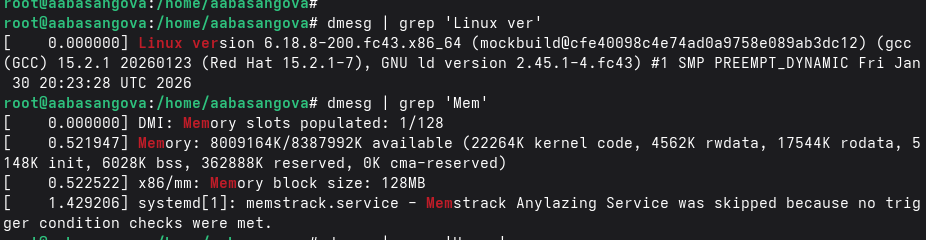 root@aabasangova:/home/aabasangova#
root@aabasangova:/home/aabasangova# dmesg | grep 'Linux ver'
[    0.000000] Linux version 6.18.8-200.fc43.x86_64 (mockbuild@cfe40098c4e74ad0a9758e089ab3dc12) (gcc
(GCC) 15.2.1 20260123 (Red Hat 15.2.1-7), GNU ld version 2.45.1-4.fc43) #1 SMP PREEMPT_DYNAMIC Fri Jan
 30 20:23:28 UTC 2026
root@aabasangova:/home/aabasangova# dmesg | grep 'Mem'
[    0.000000] DMI: Memory slots populated: 1/128
[    0.521947] Memory: 8009164K/8387992K available (22264K kernel code, 4562K rwdata, 17544K rodata, 5
148K init, 6028K bss, 362888K reserved, 0K cma-reserved)
[    0.522522] x86/mm: Memory block size: 128MB
[    1.429206] systemd[1]: memstrack.service - Memstrack Anylazing Service was skipped because no trig
ger condition checks were met.